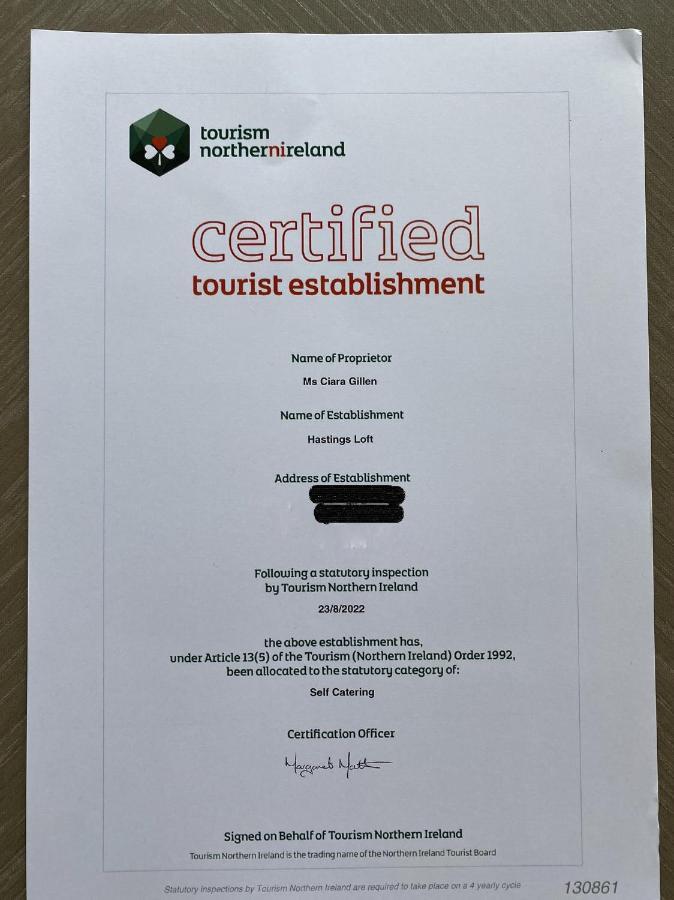 tourism
northernireland
certified
tourist establishment
Name of Proprietor
Ms Ciara Gillen
Name of Establishment
Hastings Loft
Address of Establishment
Following a statutory inspection
by Tourism Northern Ireland
23/8/2022
the above establishment has,
under Article 13(5) of the Tourism (Northern Ireland) Order 1992,
been allocated to the statutory category of:
Self Catering
Certification Officer
Signed on Behalf of Tourism Northern Ireland
Tourism Northern Ireland is the trading name of the Northern Ireland Tourist Board
Statutory Inspections by Tourism Northern Ireland are required to take place on a 4 yearly cycle
130861